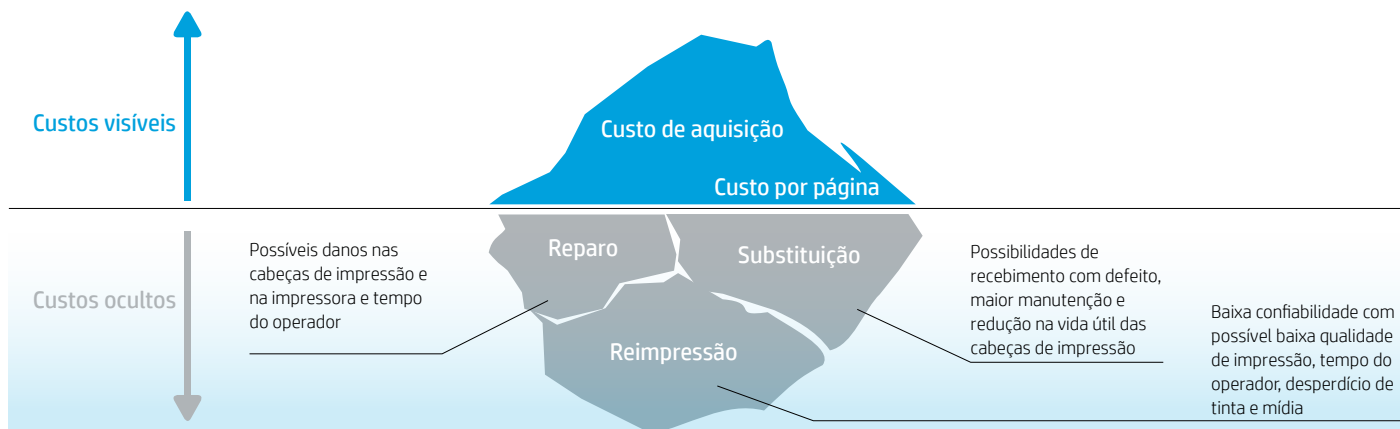 Custos visíveis
Custo de aquisição
Custo por página
Custos ocultos
Possíveis danos nas
cabeças de impressão e
na impressora e tempo
do operador
Reparo
Substituição
Reimpressão
Possibilidades de
recebimento com defeito,
maior manutenção e
redução na vida útil das
cabeças de impressão
Baixa confiabilidade com
possível baixa qualidade
de impressão, tempo do
operador, desperdício de
tinta e mídia